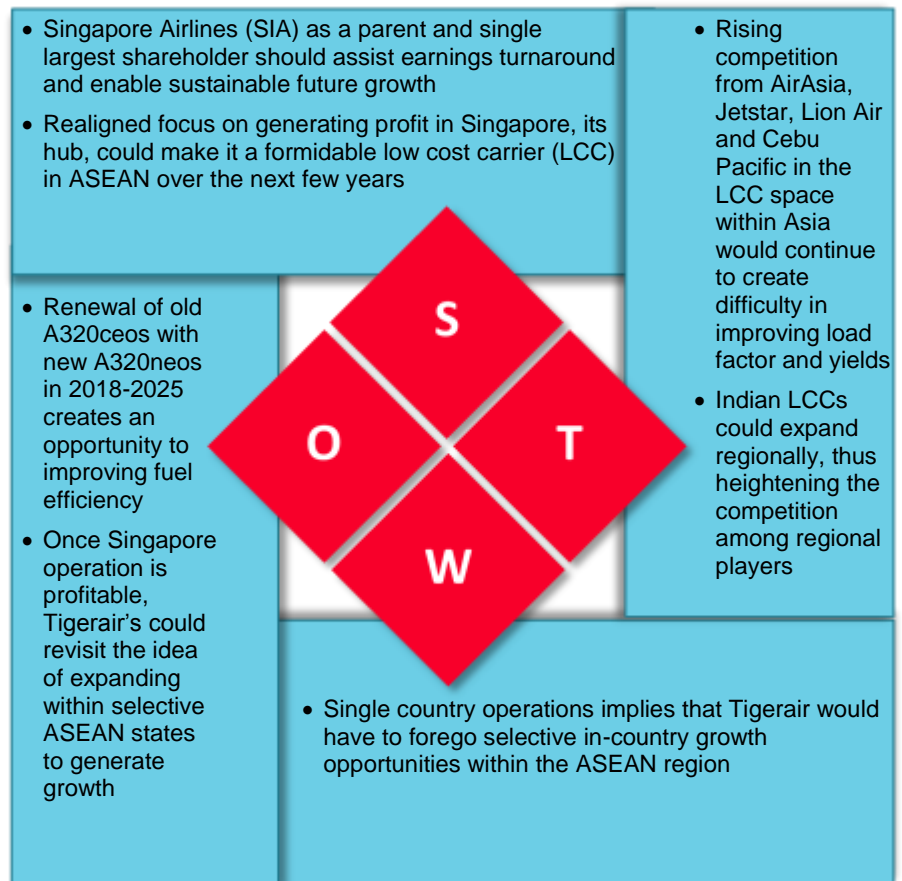 • Singapore Airlines (SIA) as a parent and single
largest shareholder should assist earnings turnaround
and enable sustainable future growth
• Realigned focus on generating profit in Singapore, its
hub, could make it a formidable low cost carrier (LCC)
in ASEAN over the next few years
• Rising
competition
from AirAsia,
Jetstar, Lion Air
and Cebu
Pacific in the
LCC space
within Asia
would continue
to create
difficulty in
improving load
factor and yields
• Indian LCCs
could expand
regionally, thus
heightening the
competition
among regional
players
• Renewal of old
A320ceos with
new A320neos
in 2018-2025
creates an
opportunity to
improving fuel
efficiency
• Once Singapore
operation is
profitable,
Tigerair's could
revisit the idea
of expanding
within selective
ASEAN states
to generate
growth
S
O
T
W
• Single country operations implies that Tigerair would
have to forego selective in-country growth
opportunities within the ASEAN region